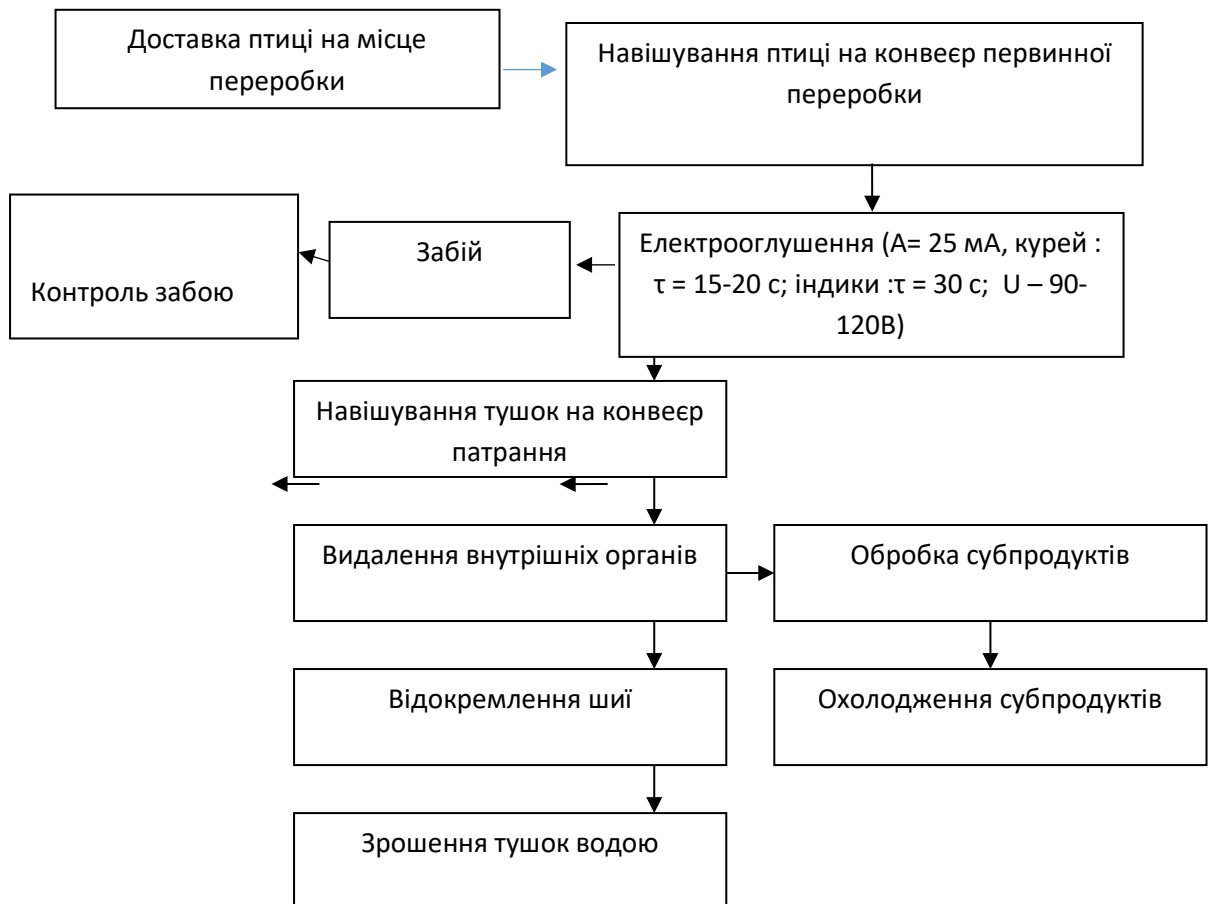 Доставка птиці на місце
переробки
Навішування птиці на конвеєр первинної
переробки
Контроль забою
Забій
Електрооглушення (А= 25 мА, курей :
τ = 15-20 с; індики :τ = 30 с;  U – 90-
120В)
Навішування тушок на конвеєр
патрання
Видалення внутрішніх органів
Обробка субпродуктів
Відокремлення шиї
Охолодження субпродуктів
Зрошення тушок водою